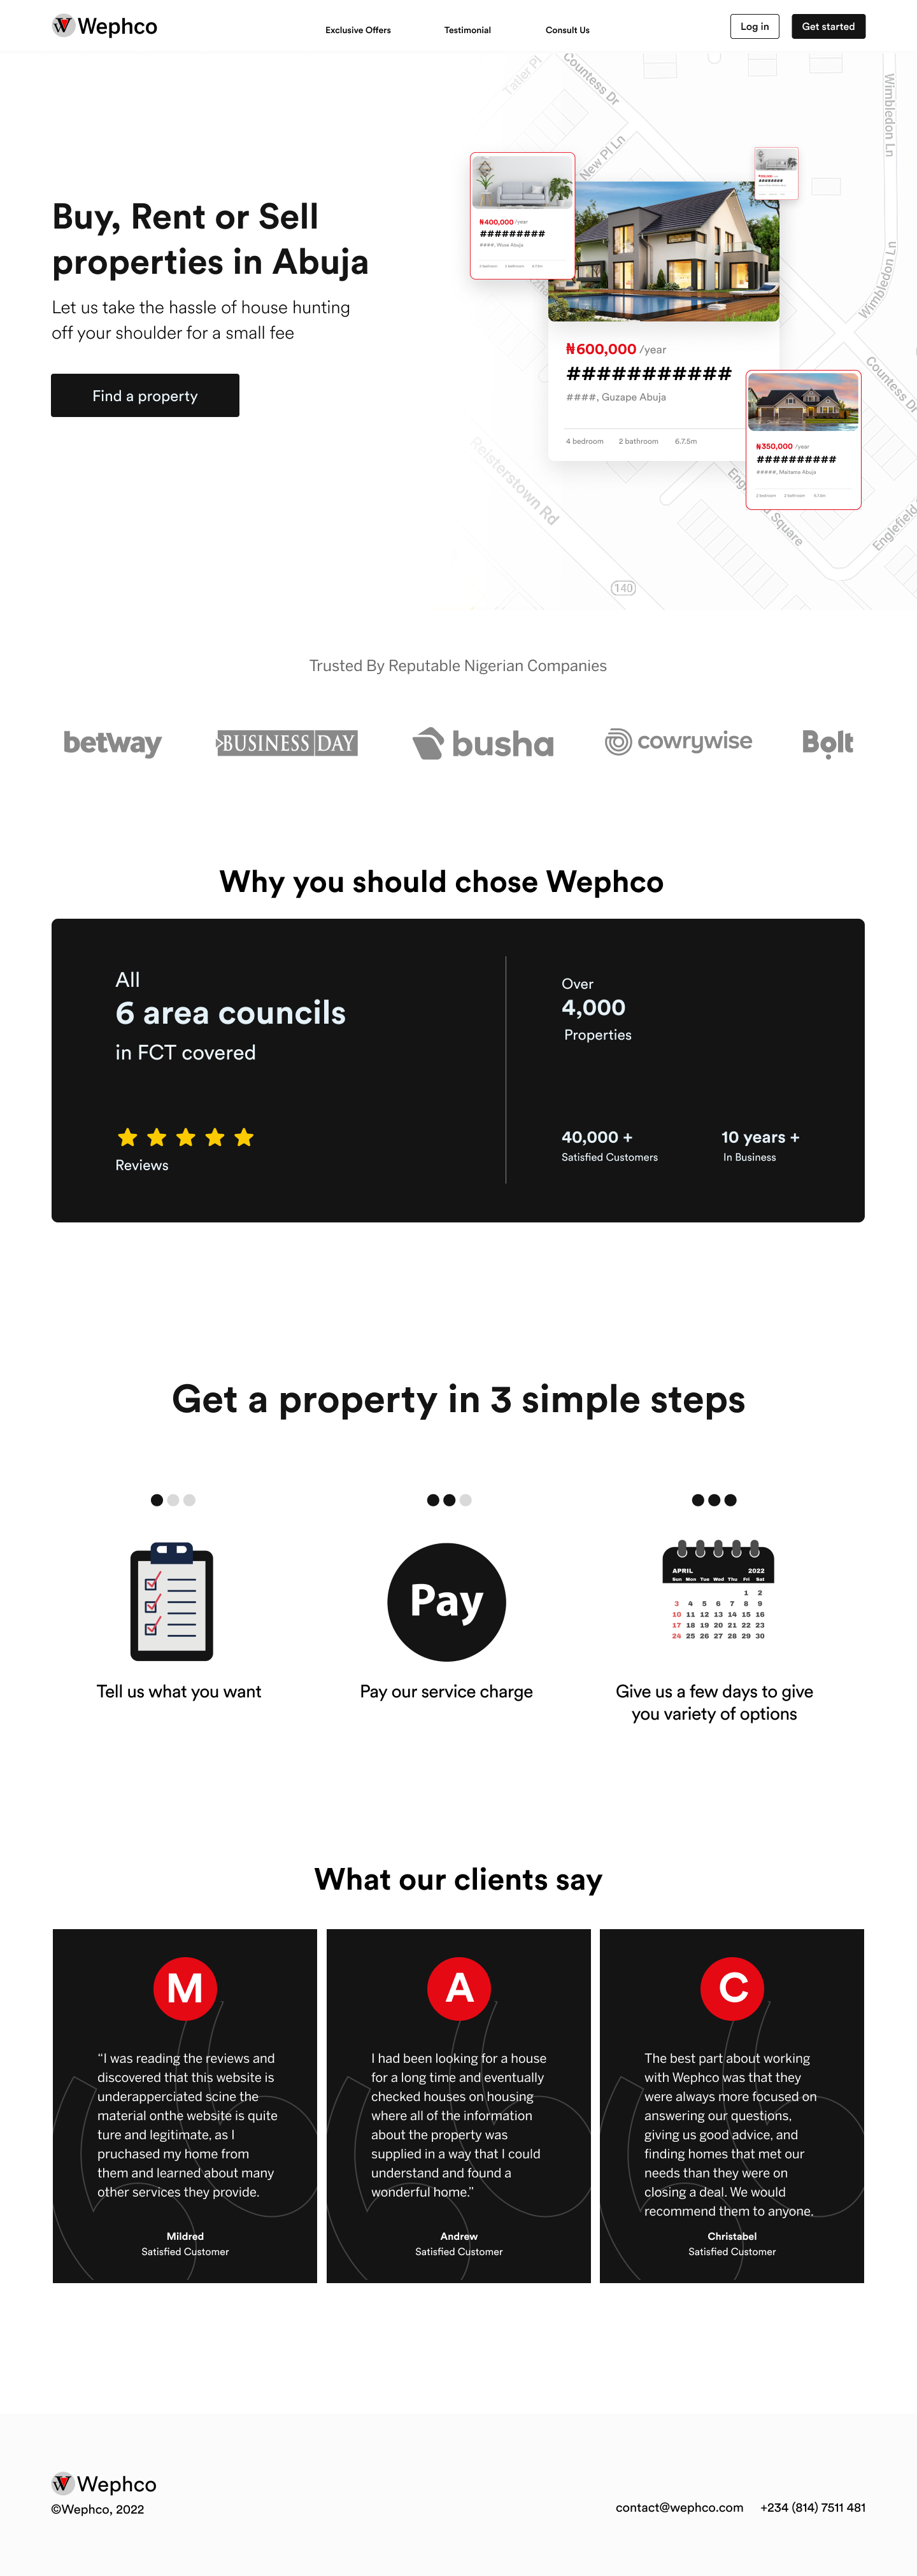 Wephco
Exclusive Offers
Testimonial
Consult Us
Log in
Get started
Tatler Pl
Countess Dr
New Pl Ln
Wimbledon Ln
Wimbledon Ln
Countess Dr
Reisterstown Rd
Square
Englefield
140
Buy, Rent or Sell
properties in Abuja
Let us take the hassle of house hunting
off your shoulder for a small fee
Find a property
₦400,000 /year
#########
####, Wuse Abuja
2 bedroom 2 bathroom 6.7.5m
₦600,000 /year
###########
####, Guzape Abuja
4 bedroom 2 bathroom 6.7.5m
₦350,000 /year
##########
#####, Maitama Abuja
2 bedroom 2 bathroom 6.7.5m
Trusted By Reputable Nigerian Companies
betway
BUSINESS DAY
busha
cowrywise
Bolt
Why you should chose Wephco
All
6 area councils
in FCT covered
Reviews
Over
4,000
Properties
40,000 +
Satisfied Customers
10 years +
In Business
Get a property in 3 simple steps
Tell us what you want
Pay
Pay our service charge
APRIL 2022
Sun Mon Tue Wed Thu Fri Sat
1 2
3 4 5 6 7 8 9
10 11 12 13 14 15 16
17 18 19 20 21 22 23
24 25 26 27 28 29 30
Give us a few days to give
you variety of options
What our clients say
M
“I was reading the reviews and
discovered that this website is
underapperciated scine the
material onthe website is quite
ture and legitimate, as I
pruchased my home from
them and learned about many
other services they provide.
Mildred
Satisfied Customer
A
I had been looking for a house
for a long time and eventually
checked houses on housing
where all of the information
about the property was
supplied in a way that I could
understand and found a
wonderful home.”
Andrew
Satisfied Customer
C
The best part about working
with Wephco was that they
were always more focused on
answering our questions,
giving us good advice, and
finding homes that met our
needs than they were on
closing a deal. We would
recommend them to anyone.
Christabel
Satisfied Customer
Wephco
©Wephco, 2022
contact@wephco.com
+234 (814) 7511 481